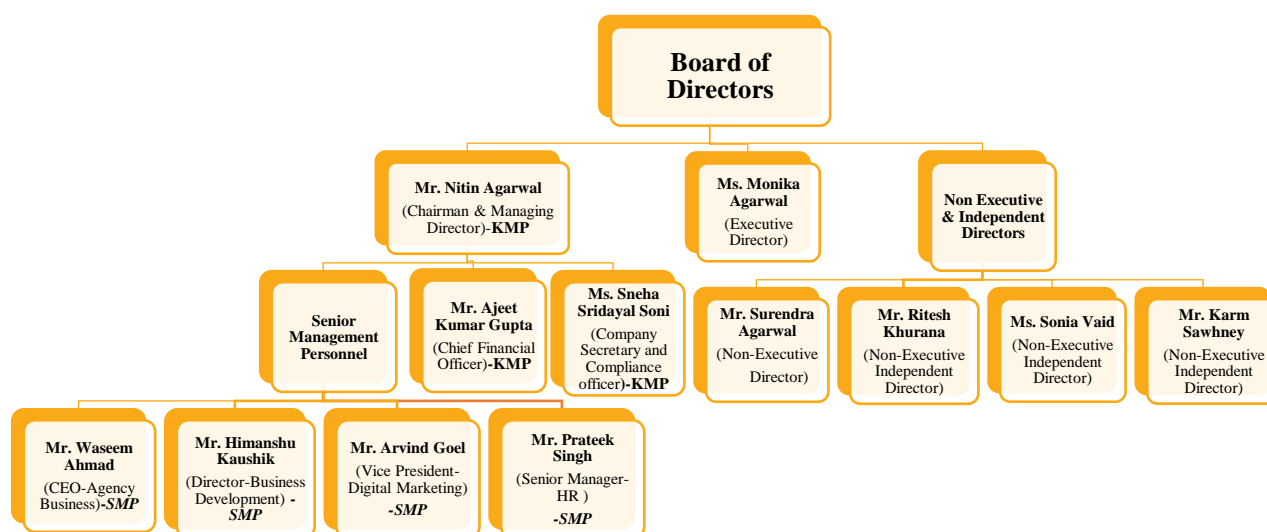 Board of
Directors
Mr. Nitin Agarwal
(Chairman & Managing
Director)-KMP
Ms. Monika
Agarwal
(Executive
Director)
Non Executive
& Independent
Directors
Senior
Management
Personnel
Mr. Ajeet
Kumar Gupta
(Chief Financial
Officer)-KMP
Ms. Sneha
Sridayal Soni
(Company
Secretary and
Compliance
officer)-KMP
Mr. Surendra
Agarwal
(Non-Executive
Director)
Mr. Ritesh
Khurana
(Non-Executive
Independent
Director)
Ms. Sonia Vaid
(Non-Executive
Independent
Director)
Mr. Karm
Sawhney
(Non-Executive
Independent
Director)
Mr. Waseem
Ahmad
(CEO-Agency
Business)-SMP
Mr. Himanshu
Kaushik
(Director-Business
Development) -
SMP
Mr. Arvind Goel
(Vice President-
Digital Marketing)
-SMP
Mr. Prateek
Singh
(Senior Manager-
HR )
-SMP